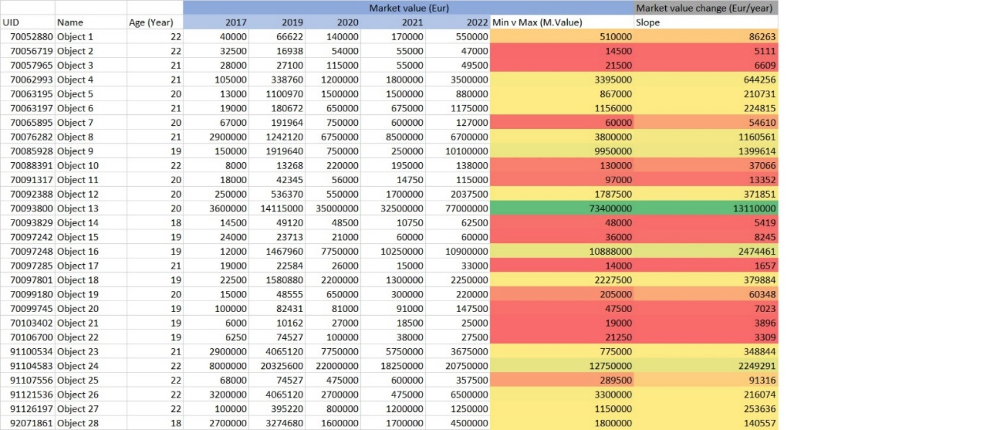 Market value (Eur) Market value change (Eur/year)
UID Name Age (Year) 2017 2019 2020 2021 2022 Min v Max (M.Value) Slope
70052880 Object 1 22 40000 66622 140000 170000 550000 510000 86263
70056719 Object 2 22 32500 16938 54000 55000 47000 14500 5111
70057965 Object 3 21 28000 27100 115000 55000 49500 21500 6609
70062993 Object 4 21 105000 338760 1200000 1800000 3500000 3395000 644256
70063195 Object 5 20 13000 1100970 1500000 1500000 880000 867000 210731
70063197 Object 6 21 19000 180672 650000 675000 1175000 1156000 224815
70065895 Object 7 20 67000 191964 750000 600000 127000 60000 54610
70076282 Object 8 21 2900000 1242120 6750000 8500000 6700000 3800000 1160561
70085928 Object 9 19 150000 1919640 750000 250000 10100000 9950000 1399614
70088391 Object 10 22 8000 13268 220000 195000 138000 130000 37066
70091317 Object 11 20 18000 42345 56000 14750 115000 97000 13352
70092388 Object 12 20 250000 536370 550000 1700000 2037500 1787500 371851
70093800 Object 13 20 3600000 14115000 35000000 32500000 77000000 73400000 13110000
70093829 Object 14 18 14500 49120 48500 10750 62500 48000 5419
70097242 Object 15 19 24000 23713 21000 60000 60000 36000 8245
70097248 Object 16 19 12000 1467960 7750000 10250000 10900000 10888000 2474461
70097285 Object 17 21 19000 22584 26000 15000 33000 14000 1657
70097801 Object 18 19 22500 1580880 2200000 1300000 2250000 2227500 379884
70099180 Object 19 20 15000 48555 650000 300000 220000 205000 60348
70099745 Object 20 19 100000 82431 81000 91000 147500 47500 7023
70103402 Object 21 19 6000 10162 27000 18500 25000 19000 3896
70106700 Object 22 19 6250 74527 100000 38000 27500 21250 3309
91100534 Object 23 21 2900000 4065120 7750000 5750000 3675000 775000 348844
91104583 Object 24 22 8000000 20325600 22000000 18250000 20750000 12750000 2249291
91107556 Object 25 22 68000 74527 475000 600000 357500 289500 91316
91121536 Object 26 22 3200000 4065120 2700000 475000 6500000 3300000 216074
91126197 Object 27 22 100000 395220 800000 1200000 1250000 1150000 253636
92071861 Object 28 18 2700000 3274680 1600000 1700000 4500000 1800000 140557